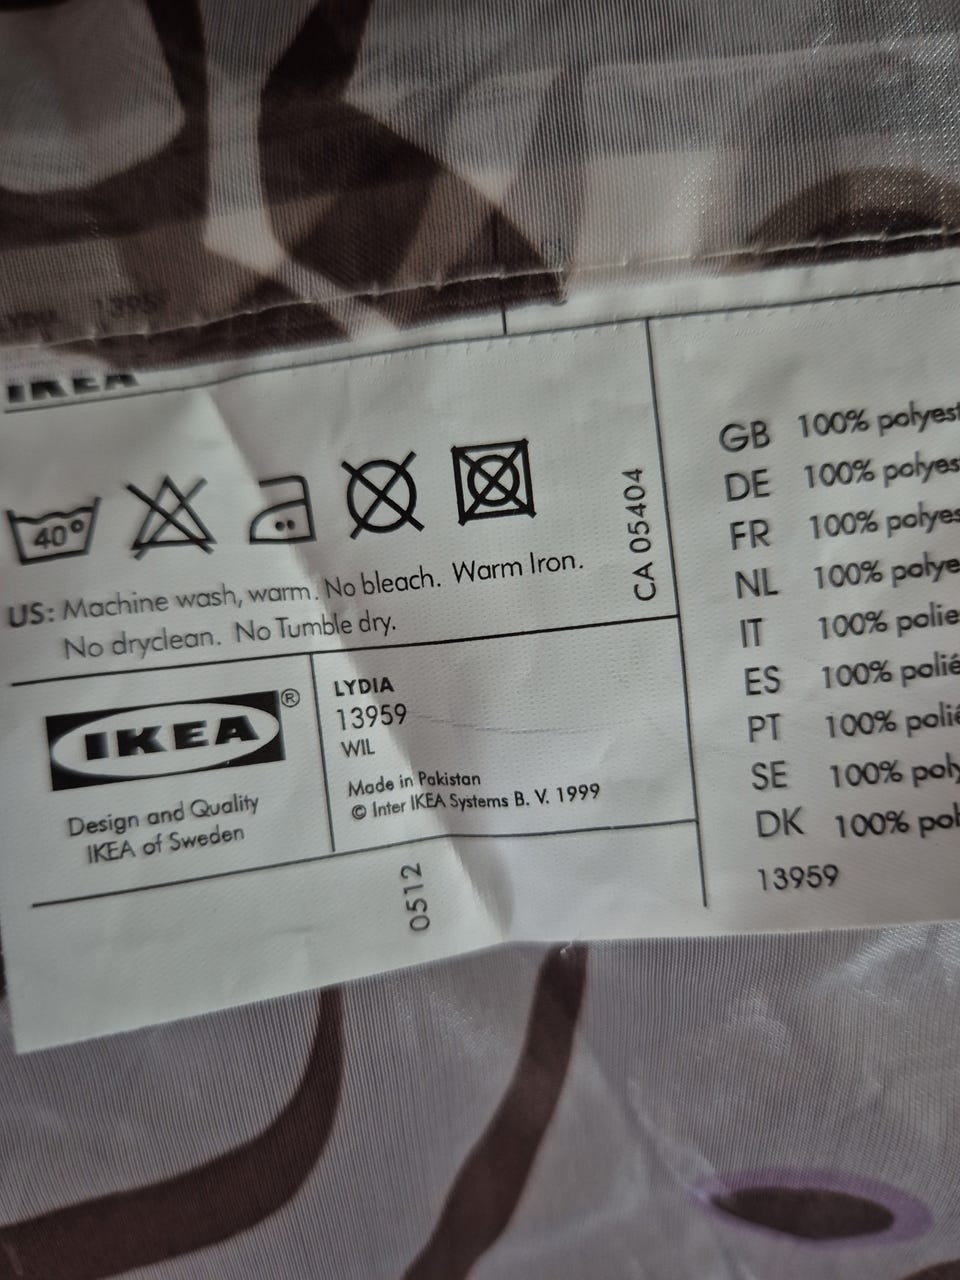 IKEA
40°
US: Machine wash, warm. No bleach. Warm Iron.
No dryclean. No Tumble dry.
CA 05404
IKEA®
Design and Quality
IKEA of Sweden
LYDIA
13959
WIL
Made in Pakistan
© Inter IKEA Systems B. V. 1999
0512
GB 100% polyest
DE 100% polyes
FR 100% polyes
NL 100% polye
IT 100% polie
ES 100% polié
PT 100% polié
SE 100% poly
DK 100% pol
13959